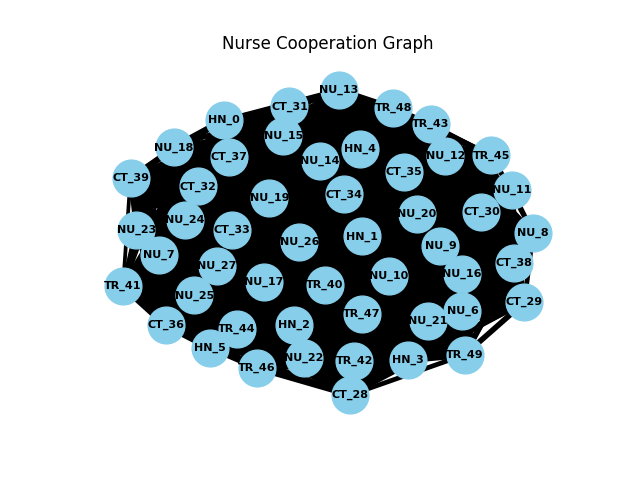 Nurse Cooperation Graph
NU_13
CT_31
TR_48
HN_0
TR_43
NU_15
NU_18
HN_4
CT_37
NU_12
TR_45
NU_14
CT_35
CT_39
CT_32
NU_11
CT_34
NU_19
CT_30
NU_20
NU_24
NU_23
CT_33
NU_8
HN_1
NU_26
NU_9
NU_7
CT_38
NU_27
NU_16
NU_10
NU_17
TR_40
TR_41
NU_25
CT_29
NU_6
TR_47
NU_21
CT_36
HN_2
TR_44
HN_5
TR_49
NU_22
HN_3
TR_42
TR_46
CT_28